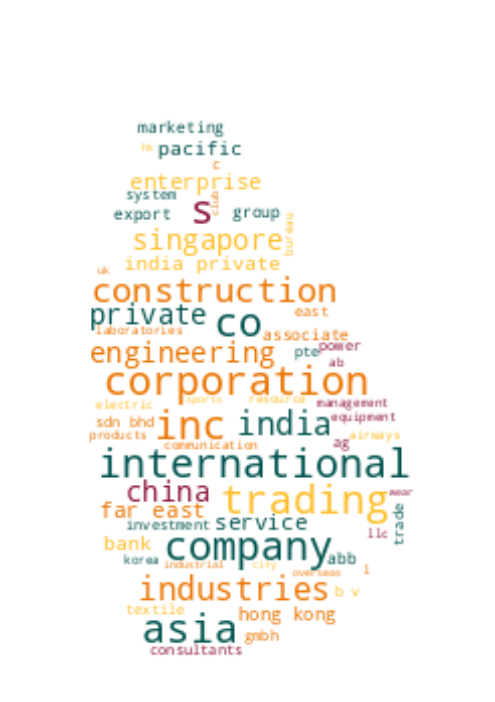 marketing
hk pacific
c
enterprise
system club
export s group
bureau
singapore
india private
uk
construction
private co east
laboratories associate
engineering pte power
ab
corporation
electric sports resource management
sdn bhd inc india equipment
products ag airways
communication
international
china trading wear
far east trade
investment service llc
bank company abb
korea industrial city overseas l
industries b v
textile hong kong
asia gmbh
consultants